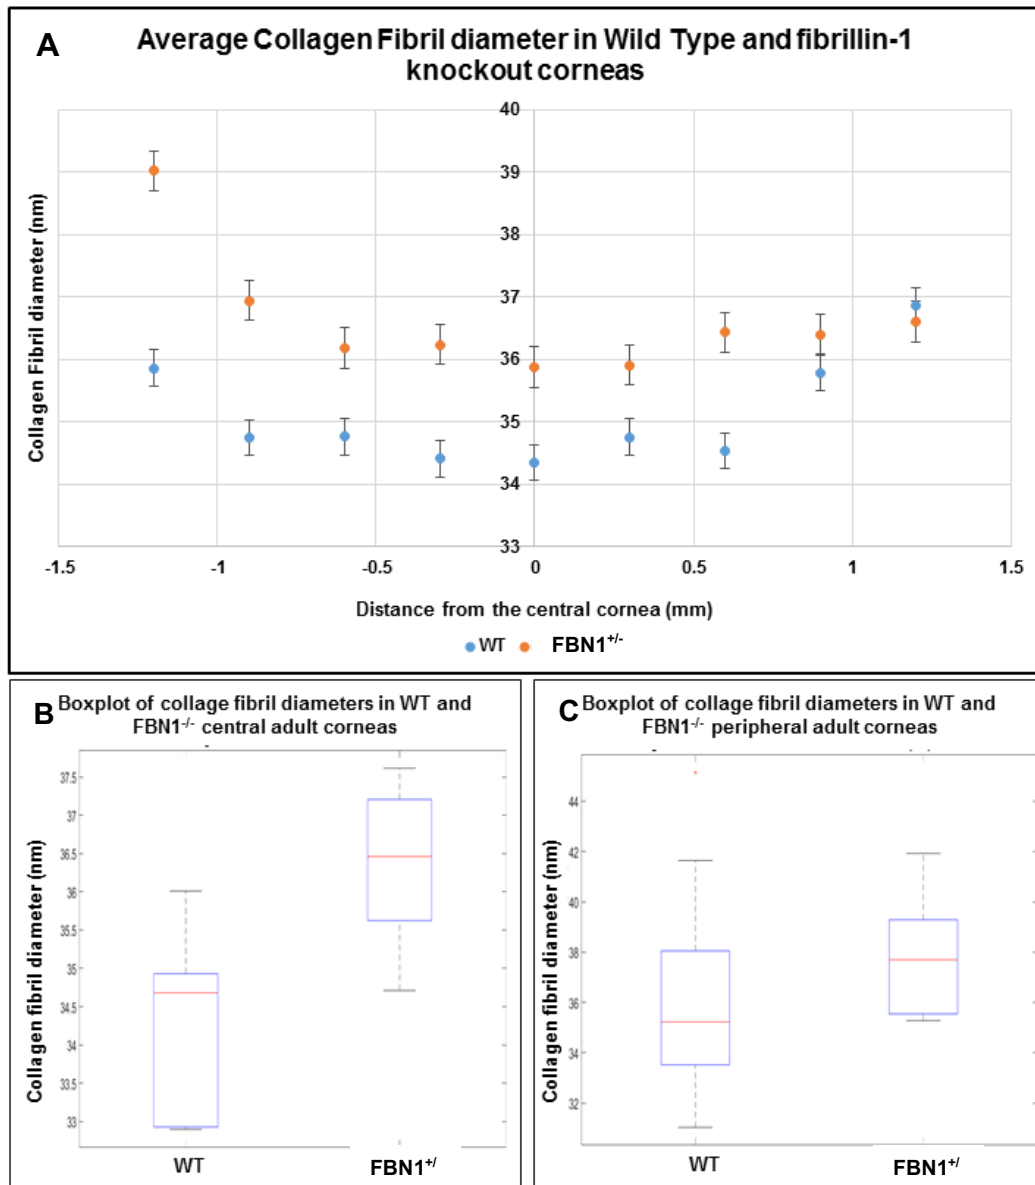 A
Average Collagen Fibril diameter in Wild Type and fibrillin-1
knockout corneas
Collagen Fibril diameter (nm)
40
39
38
37
36
35
34
33
-1.5
-1
-0.5
0
0.5
1
1.5
Distance from the central cornea (mm)
WT
FBN1+/-
B
Boxplot of collage fibril diameters in WT and
FBN1-/- central adult corneas
Collagen fibril diameter (nm)
37.5
37
36.5
36
35.5
35
34.5
34
33.5
33
WT
FBN1+/
C
Boxplot of collage fibril diameters in WT and
FBN1-/- peripheral adult corneas
Collagen fibril diameter (nm)
44
42
40
38
36
34
32
WT
FBN1+/